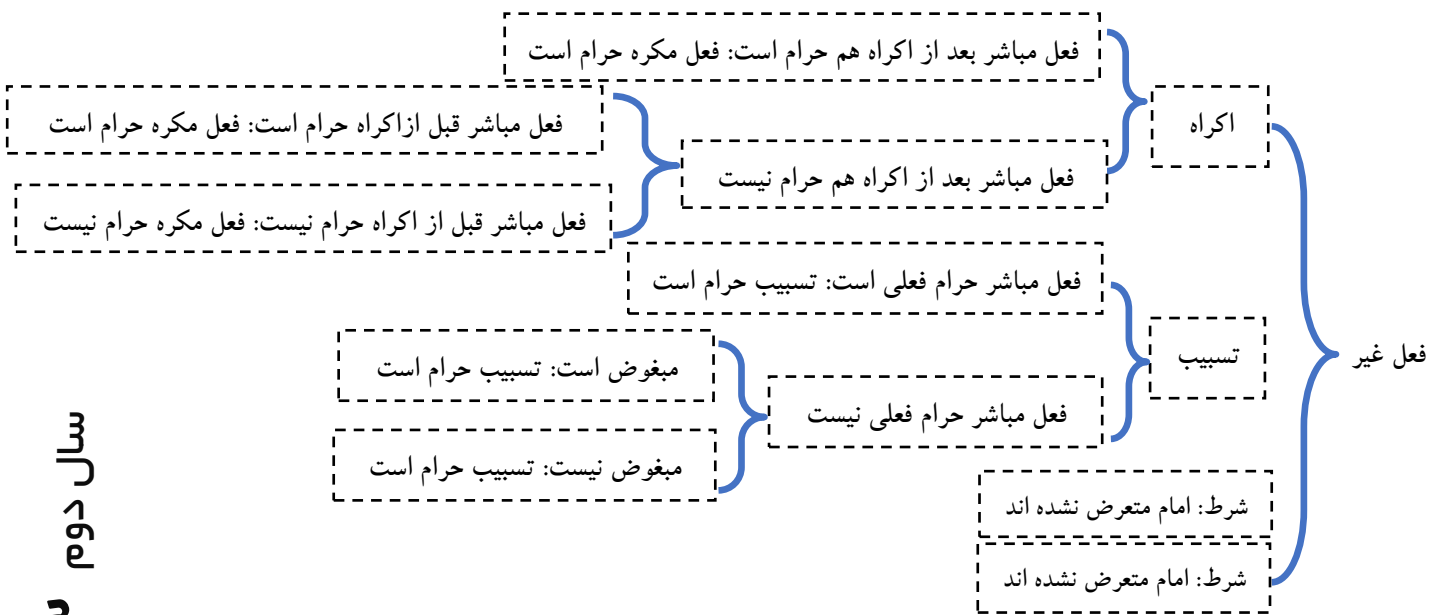 فعل غیر
اکراه
فعل مباشر بعد از اکراه هم حرام است: فعل مکره حرام است
فعل مباشر بعد از اکراه هم حرام نیست
فعل مباشر قبل ازاکراه حرام است: فعل مکره حرام است
فعل مباشر قبل از اکراه حرام نیست: فعل مکره حرام نیست
تسبیب
فعل مباشر حرام فعلی است: تسبیب حرام است
فعل مباشر حرام فعلی نیست
مبغوض است: تسبیب حرام است
مبغوض نیست: تسبیب حرام است
شرط: امام متعرض نشده اند
شرط: امام متعرض نشده اند
سال دوم